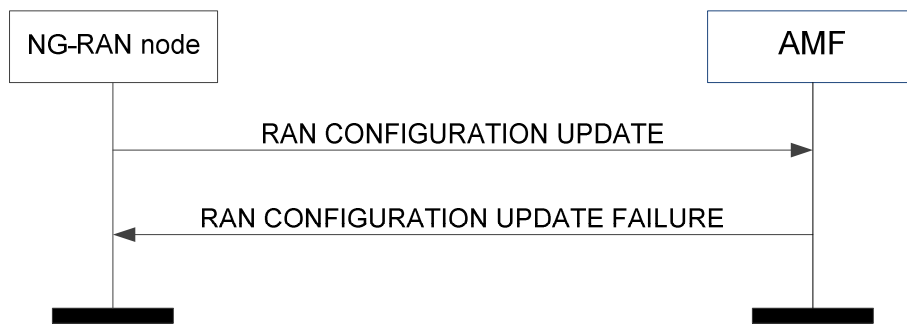 NG-RAN node
AMF
RAN CONFIGURATION UPDATE
RAN CONFIGURATION UPDATE FAILURE